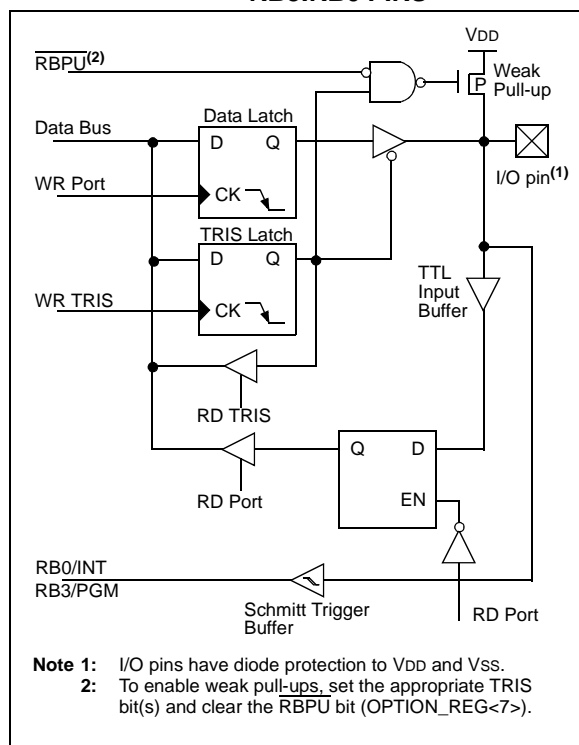 RBPU(2)
VDD
P
Weak
Pull-up
Data Latch
Data Bus
D Q
I/O pin(1)
WR Port
CK
TRIS Latch
D Q
TTL
Input
Buffer
WR TRIS
CK
RD TRIS
Q D
RD Port
EN
RB0/INT
RB3/PGM
Schmitt Trigger
Buffer
RD Port
Note 1: I/O pins have diode protection to VDD and VSS.
2: To enable weak pull-ups, set the appropriate TRIS
bit(s) and clear the RBPU bit (OPTION_REG<7>).